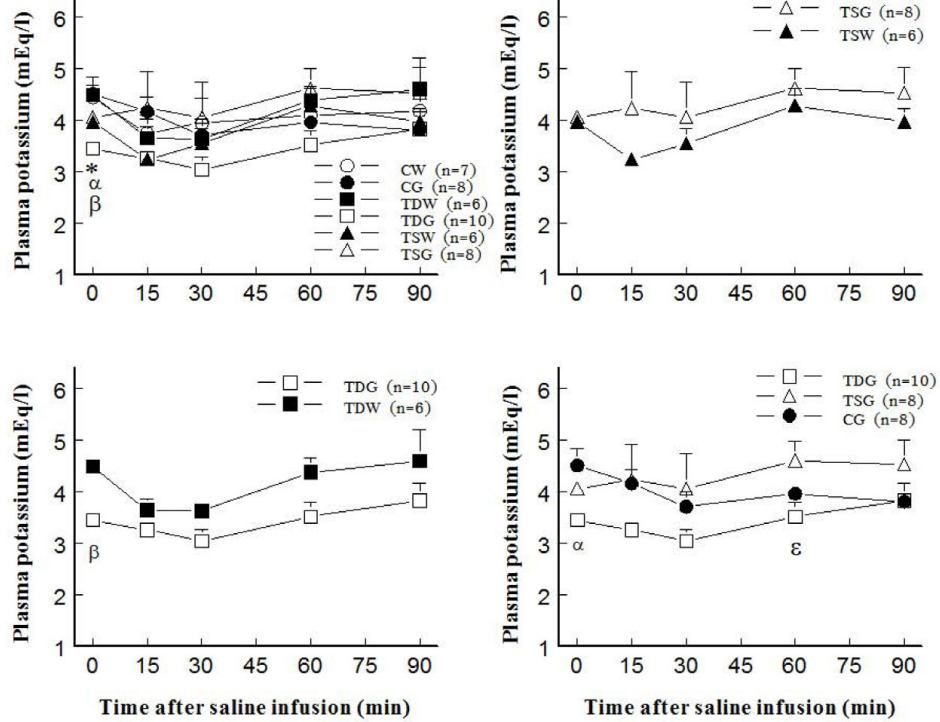 Plasma potassium (mEq/l)
6
5
4
3
2
1
*
α
β
CW (n=7)
CG (n=8)
TDW (n=6)
TDG (n=10)
TSW (n=6)
TSG (n=8)
0 15 30 45 60 75 90
Plasma potassium (mEq/l)
6
5
4
3
2
1
TSG (n=8)
TSW (n=6)
0 15 30 45 60 75 90
Plasma potassium (mEq/l)
6
5
4
3
2
1
TDG (n=10)
TDW (n=6)
β
0 15 30 45 60 75 90
Time after saline infusion (min)
Plasma potassium (mEq/l)
6
5
4
3
2
1
TDG (n=10)
TSG (n=8)
CG (n=8)
α
ε
0 15 30 45 60 75 90
Time after saline infusion (min)